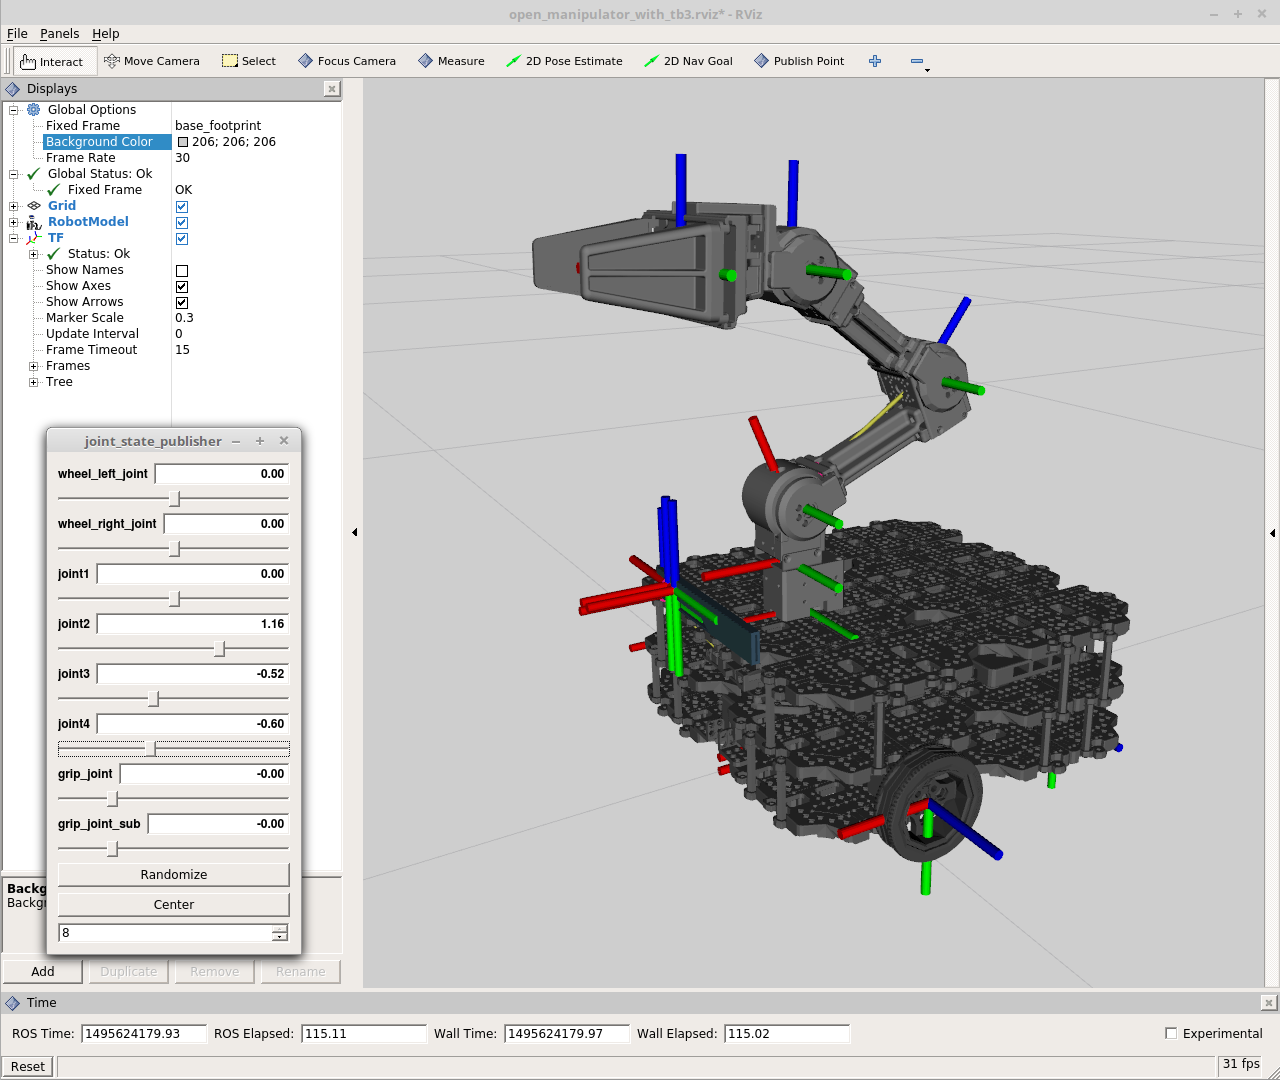 open_manipulator_with_tb3.rviz* - RViz
File Panels Help
Interact Move Camera Select Focus Camera Measure 2D Pose Estimate 2D Nav Goal Publish Point
Displays
Global Options
Fixed Frame base_footprint
Background Color 206; 206; 206
Frame Rate 30
Global Status: Ok
Fixed Frame OK
Grid
RobotModel
TF
Status: Ok
Show Names
Show Axes
Show Arrows
Marker Scale 0.3
Update Interval 0
Frame Timeout 15
Frames
Tree
joint_state_publisher
wheel_left_joint 0.00
wheel_right_joint 0.00
joint1 0.00
joint2 1.16
joint3 -0.52
joint4 -0.60
grip_joint -0.00
grip_joint_sub -0.00
Randomize
Center
8
Backg
Backgr
Add Duplicate Remove Rename
Time
ROS Time: 1495624179.93 ROS Elapsed: 115.11 Wall Time: 1495624179.97 Wall Elapsed: 115.02 Experimental
Reset 31 fps